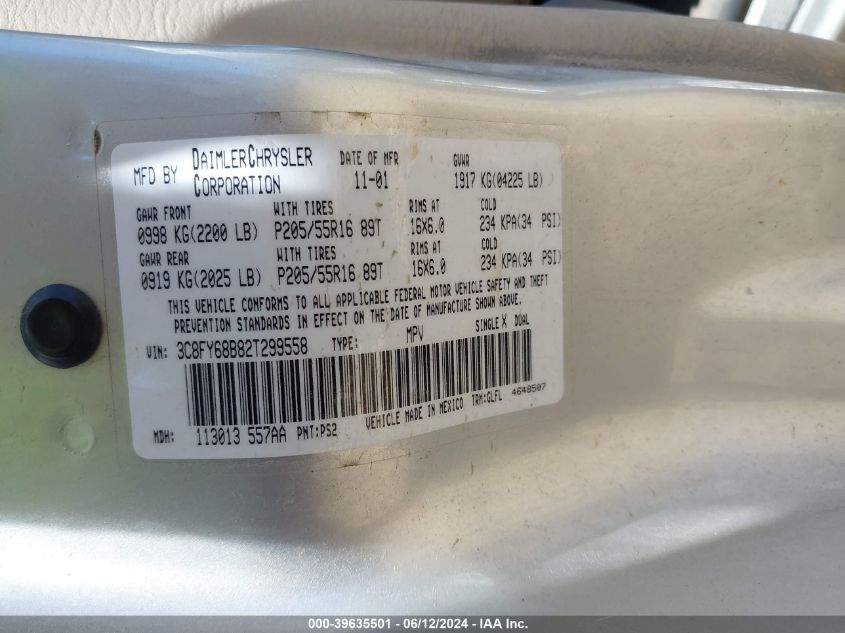 MFD BY DAIMLERCHRYSLER CORPORATION DATE OF MFR 11-01 GVWR 1917 KG(04225 LB)
GAWR FRONT WITH TIRES RIMS AT COLD
0998 KG(2200 LB) P205/55R16 89T 16X6.0 234 KPA(34 PSI)
GAWR REAR WITH TIRES RIMS AT COLD
0919 KG(2025 LB) P205/55R16 89T 16X6.0 234 KPA(34 PSI)
THIS VEHICLE CONFORMS TO ALL APPLICABLE FEDERAL MOTOR VEHICLE SAFETY AND THEFT
PREVENTION STANDARDS IN EFFECT ON THE DATE OF MANUFACTURE SHOWN ABOVE.
VIN: 3C8FY68B82T299558 TYPE: MPV SINGLE X DUAL
MDH: 113013 557AA PNT:PS2 VEHICLE MADE IN MEXICO TRM:GLFL 4648507
000-39635501 - 06/12/2024 - IAA Inc.